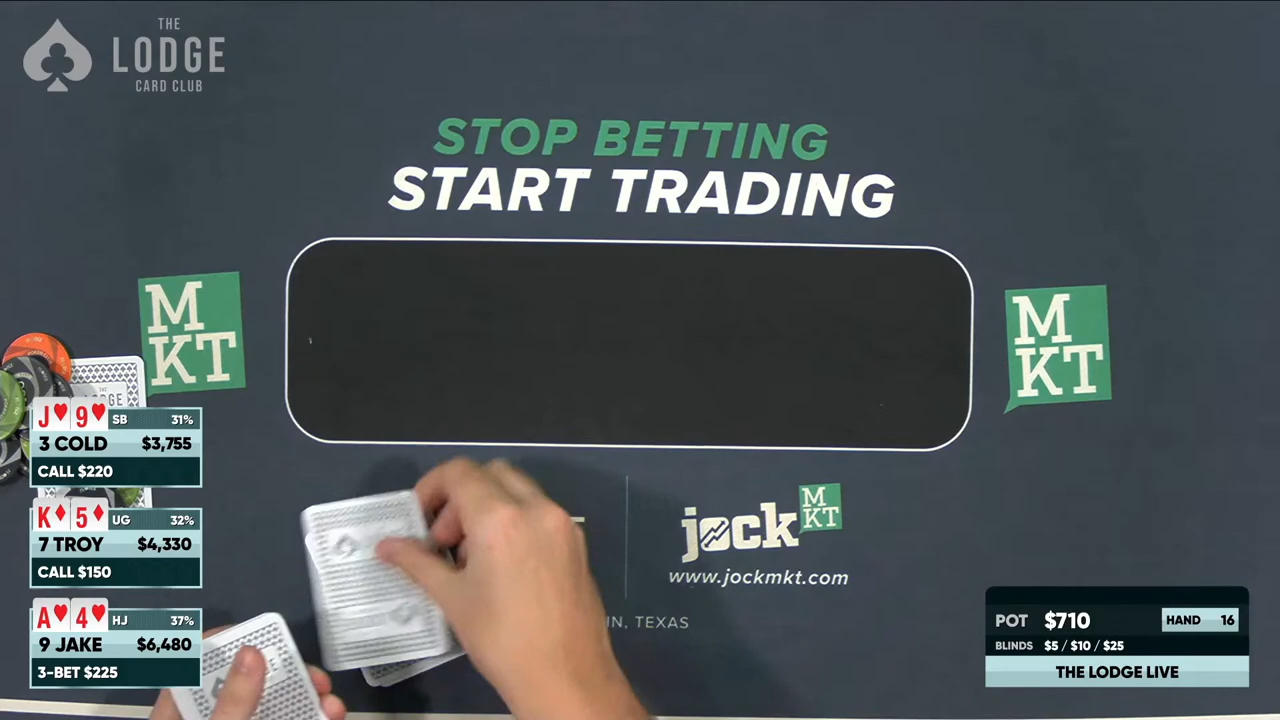 THE
LODGE
CARD CLUB
STOP BETTING
START TRADING
M
KT
M
KT
J 9 SB 31%
3 COLD $3,755
CALL $220
K 5 UG 32%
7 TROY $4,330
CALL $150
A 4 HJ 37%
9 JAKE $6,480
3-BET $225
jock MKT
www.jockmkt.com
IN, TEXAS
POT $710 HAND 16
BLINDS $5 / $10 / $25
THE LODGE LIVE